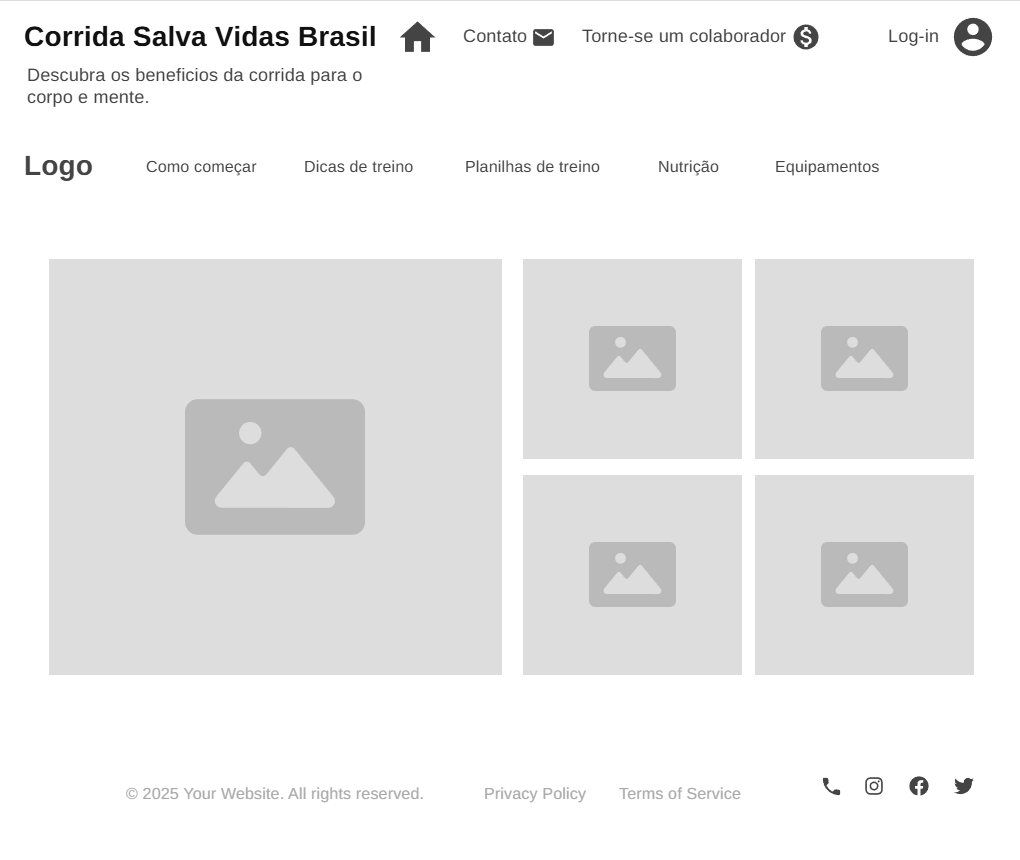 Corrida Salva Vidas Brasil
Contato
Torne-se um colaborador
Log-in
Descubra os beneficios da corrida para o
corpo e mente.
Logo
Como começar
Dicas de treino
Planilhas de treino
Nutrição
Equipamentos
© 2025 Your Website. All rights reserved.
Privacy Policy
Terms of Service